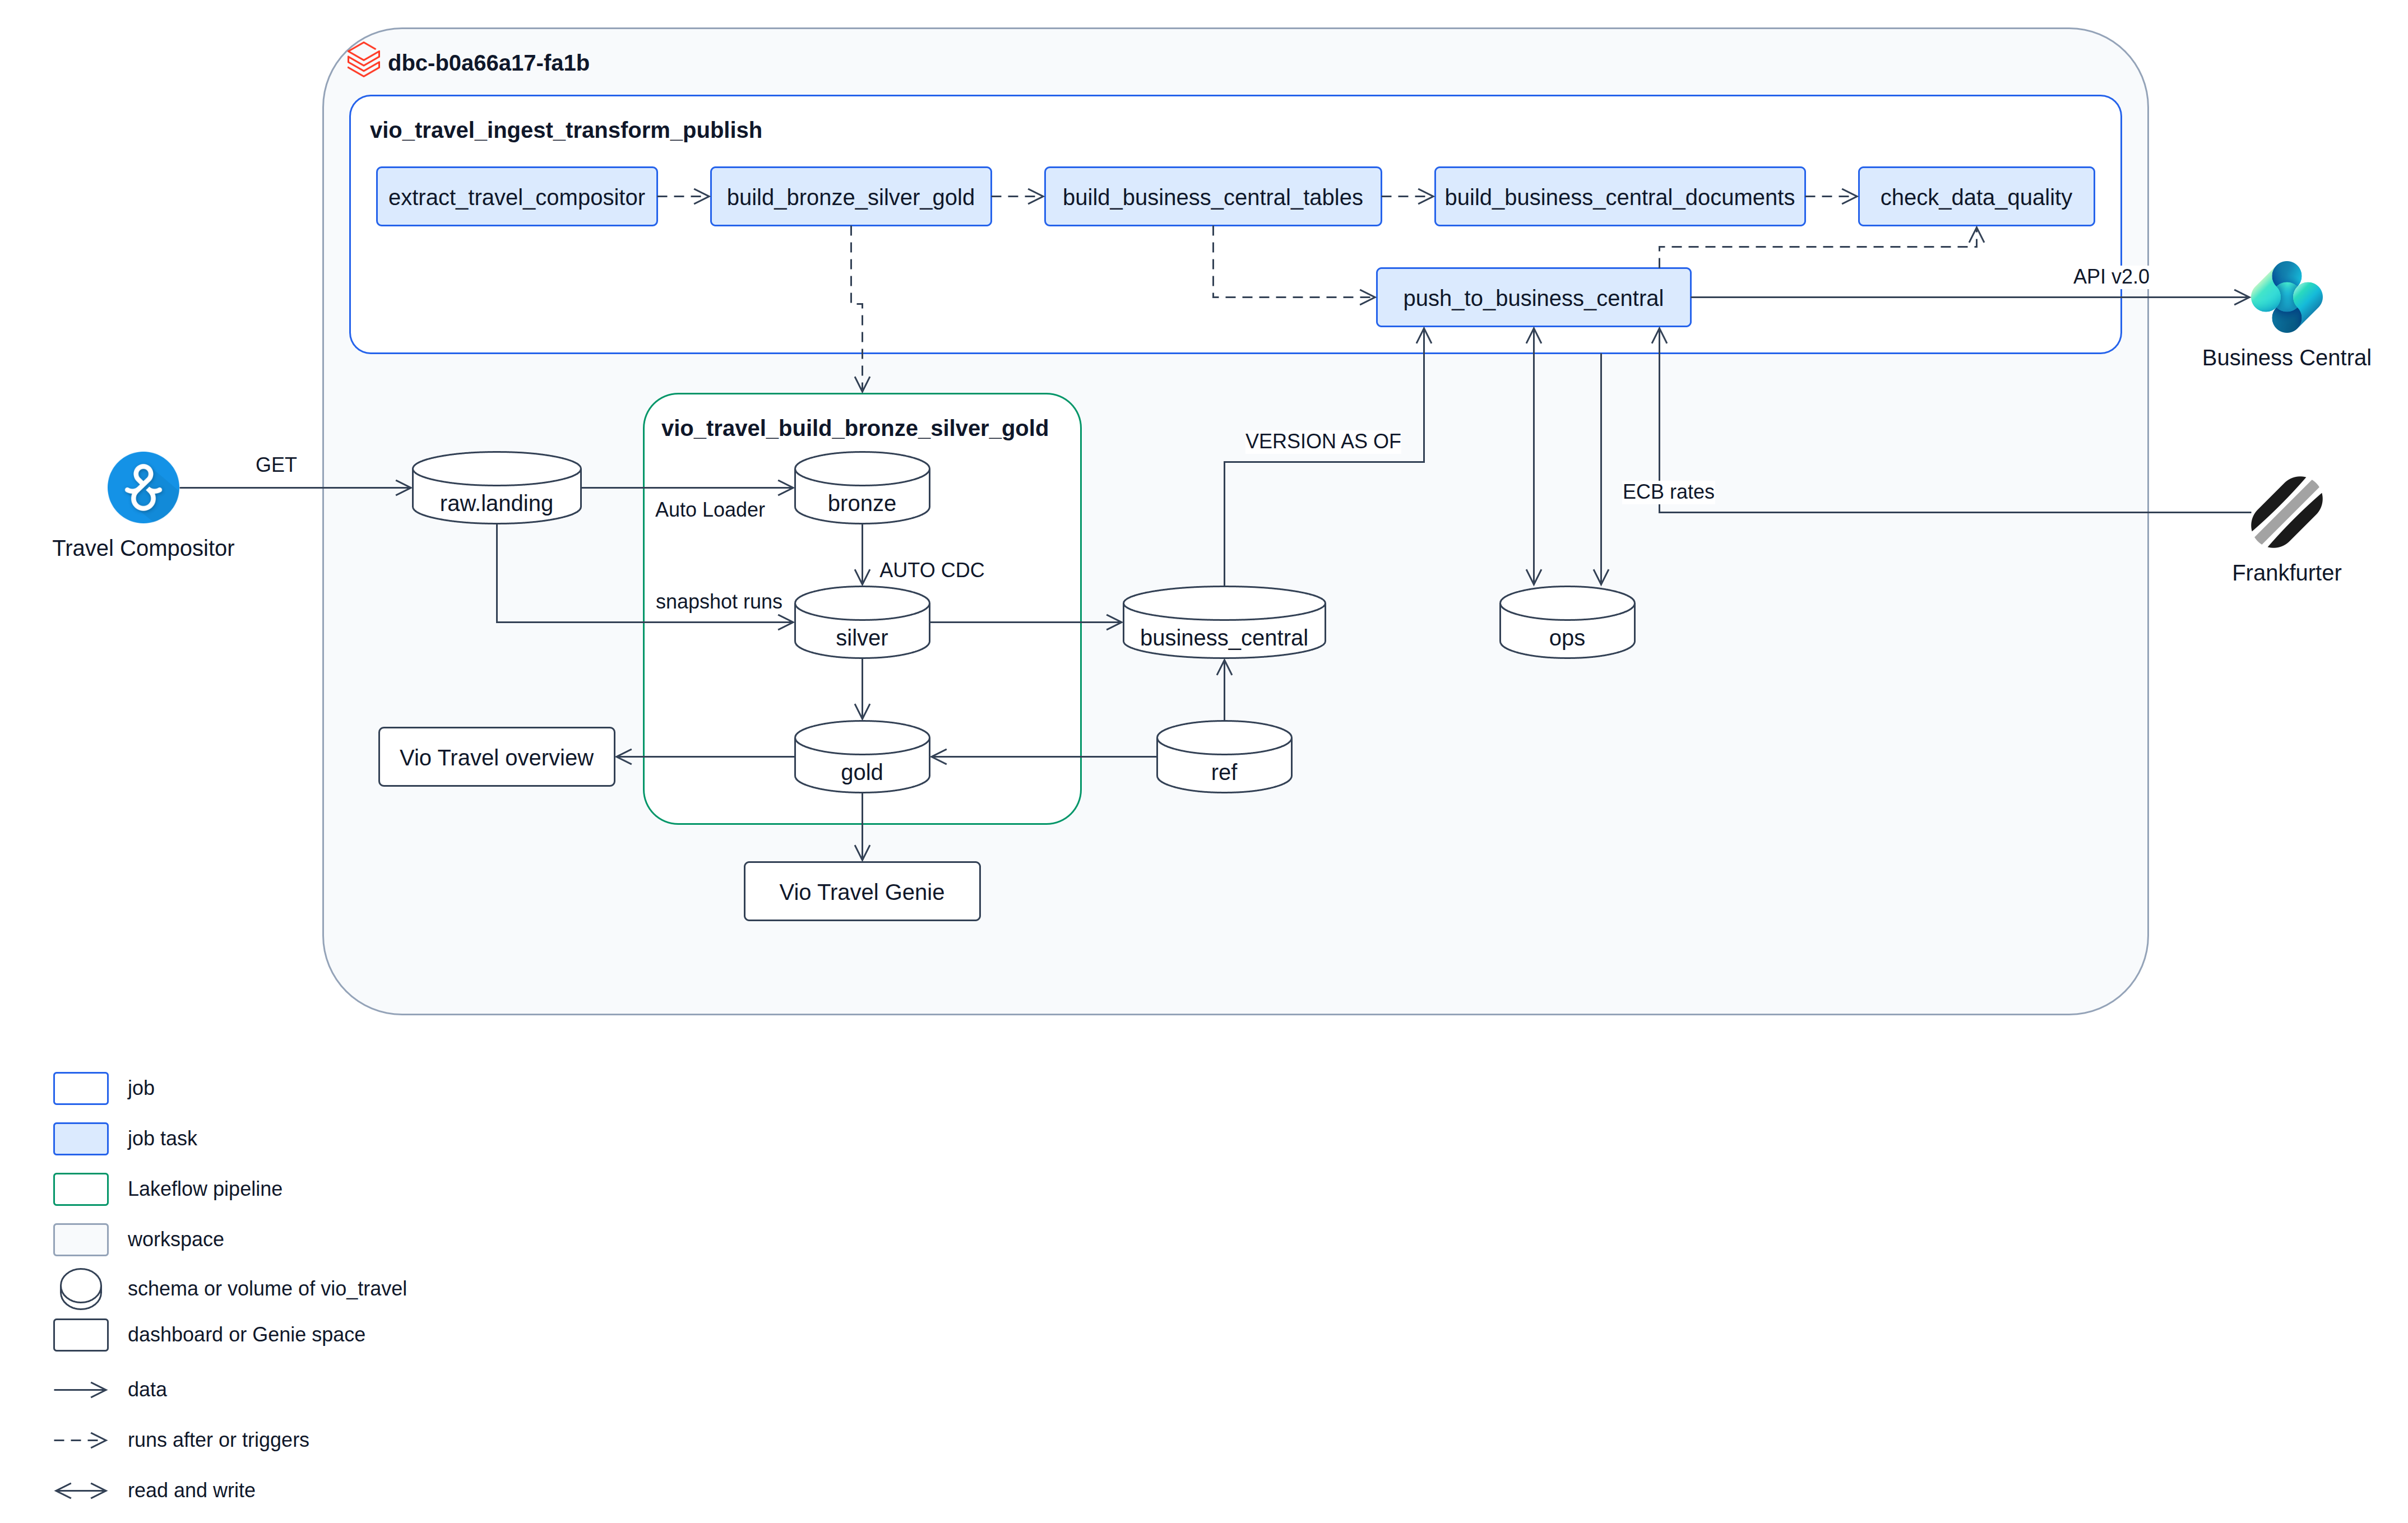 dbc-b0a66a17-fa1b
vio_travel_ingest_transform_publish
extract_travel_compositor
build_bronze_silver_gold
build_business_central_tables
build_business_central_documents
check_data_quality
push_to_business_central
API v2.0
Business Central
vio_travel_build_bronze_silver_gold
VERSION AS OF
GET
raw.landing
Auto Loader
bronze
ECB rates
Travel Compositor
Frankfurter
AUTO CDC
snapshot runs
silver
business_central
ops
Vio Travel overview
gold
ref
Vio Travel Genie
job
job task
Lakeflow pipeline
workspace
schema or volume of vio_travel
dashboard or Genie space
data
runs after or triggers
read and write